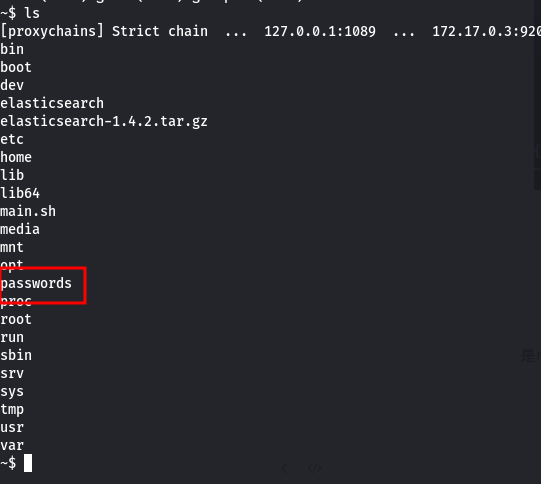 ~$ ls
[proxychains] Strict chain  ...  127.0.0.1:1089  ...  172.17.0.3:920
bin
boot
dev
elasticsearch
elasticsearch-1.4.2.tar.gz
etc
home
lib
lib64
main.sh
media
mnt
opt
passwords
proc
root
run
sbin
srv
sys
tmp
usr
var
~$